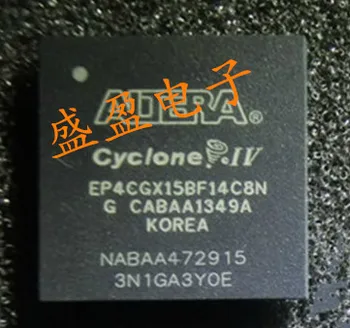 ALTERA®
盛盈电子
Cyclone IV
EP4CGX15BF14C8N
G CABAA1349A
KOREA
NABAA472915
3N1GA3Y0E